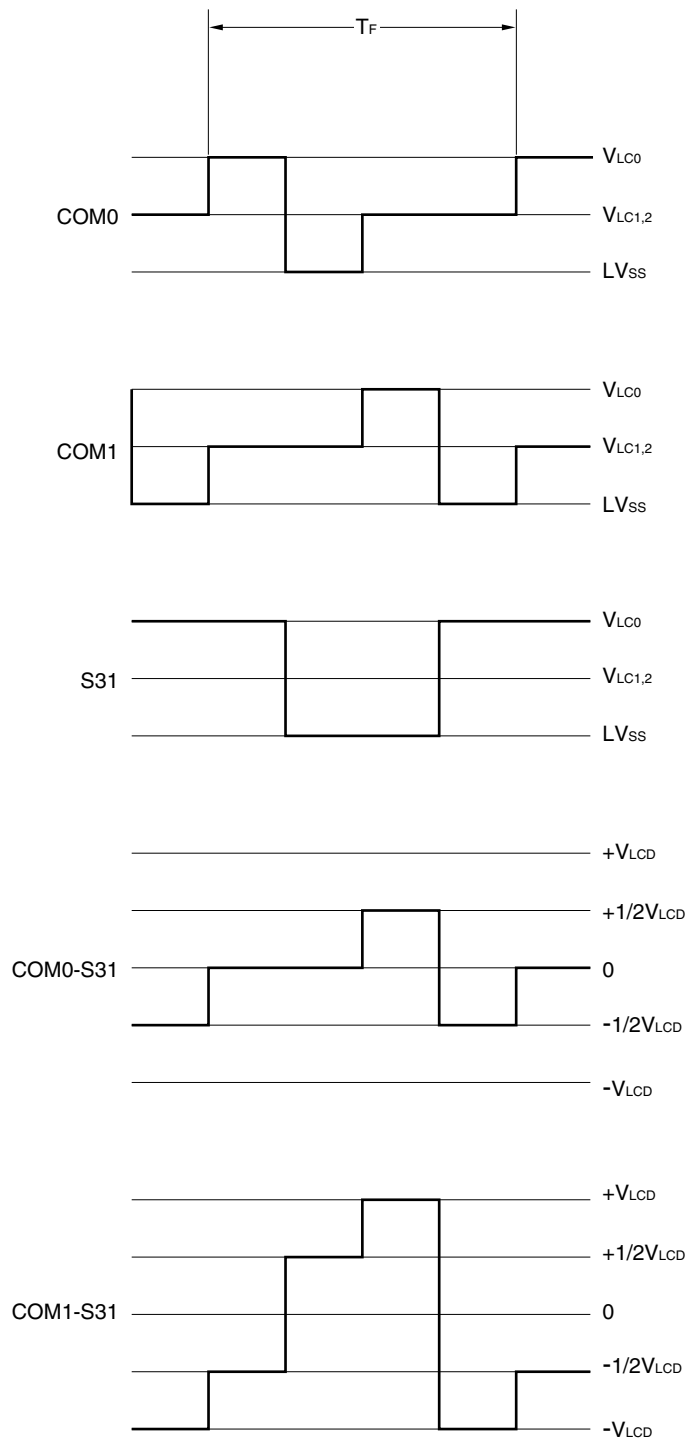 TF
VLC0
COM0
VLC1,2
LVSS
VLC0
COM1
VLC1,2
LVSS
VLC0
S31
VLC1,2
LVSS
+VLCD
+1/2VLCD
COM0-S31
0
-1/2VLCD
-VLCD
+VLCD
+1/2VLCD
COM1-S31
0
-1/2VLCD
-VLCD